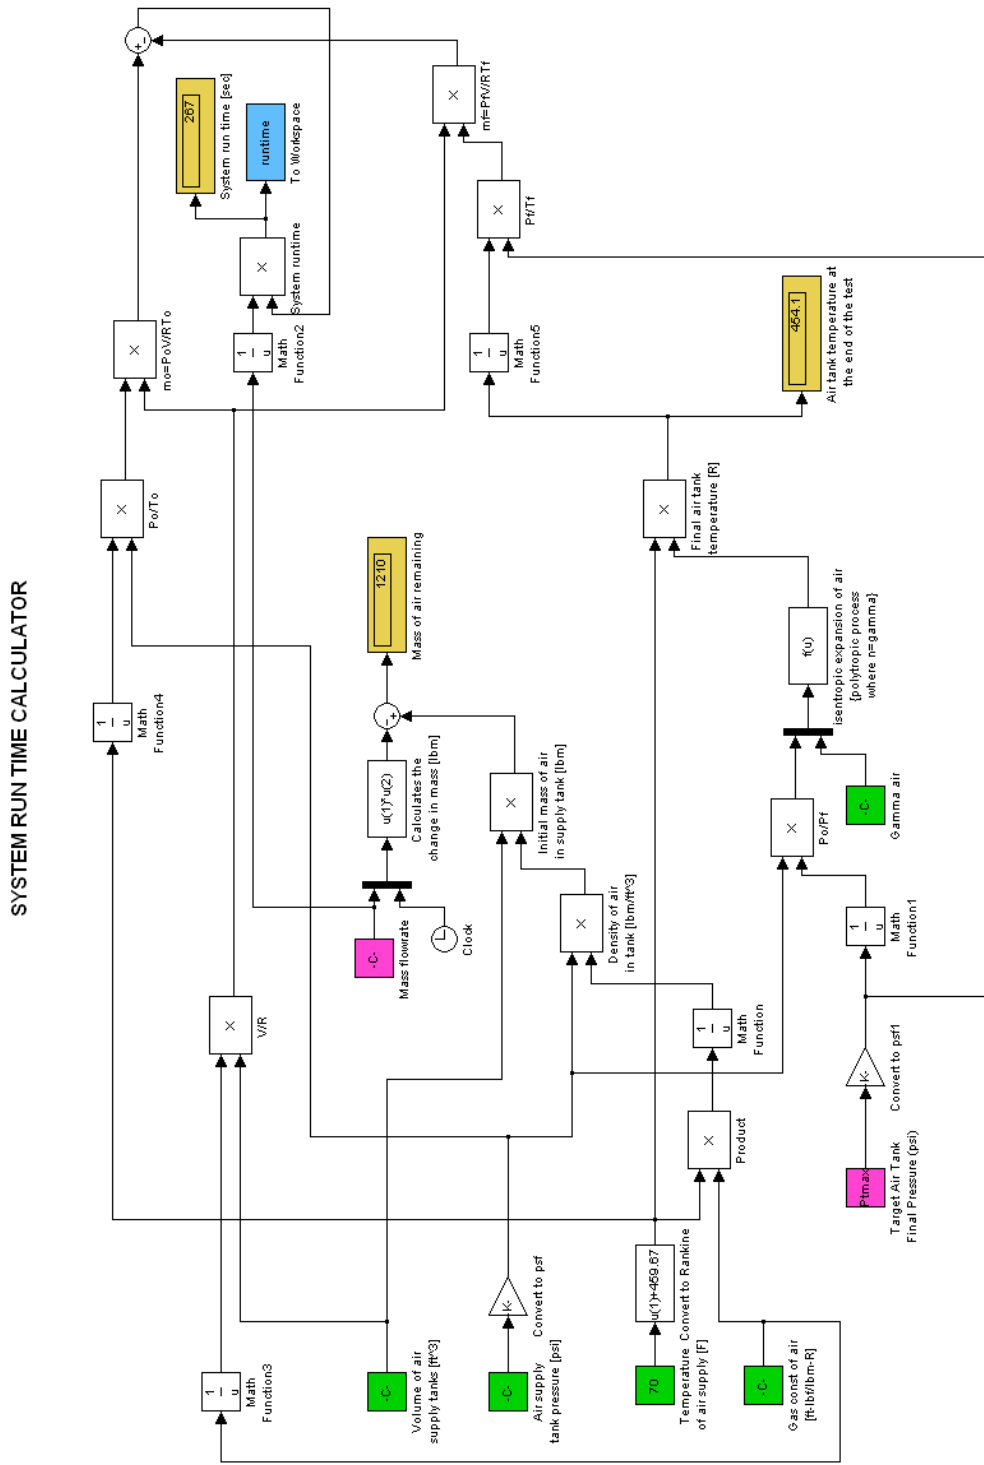 SYSTEM RUN TIME CALCULATOR
1
u
Math
Function3
-C-
Volume of air
supply tanks [ft^3]
-C-
Air supply
tank pressure [psi]
K-
Convert to psf
70
Temperature
of air supply [F]
u(1)+459.67
Convert to Rankine
-C-
Gas const of air
[ft-lbf/lbm-R]
×
V/R
×
Product
1
u
Math
Function
Ptmax
Target Air Tank
Final Pressure (psi)
K-
Convert to psf1
1
u
Math
Function1
-C-
Mass flowrate
Clock
×
Density of air
in tank [lbm/ft^3]
×
Initial mass of air
in supply tank [lbm]
u(1)*u(2)
Calculates the
change in mass [lbm]
-+
1210
Mass of air remaining
1
u
Math
Function4
×
Po/Pf
-C-
Gamma air
f(u)
isentropic expansion of air
{polytropic process
where n=gamma}
×
Po/To
×
Final air tank
temperature [R]
×
mo=PoV/RTo
1
u
Math
Function2
1
u
Math
Function5
454.1
Air tank temperature at
the end of the test
×
System runtime
×
Pf/Tf
267
System run time [sec]
runtime
To Workspace
×
mf=PfV/RTf
+-